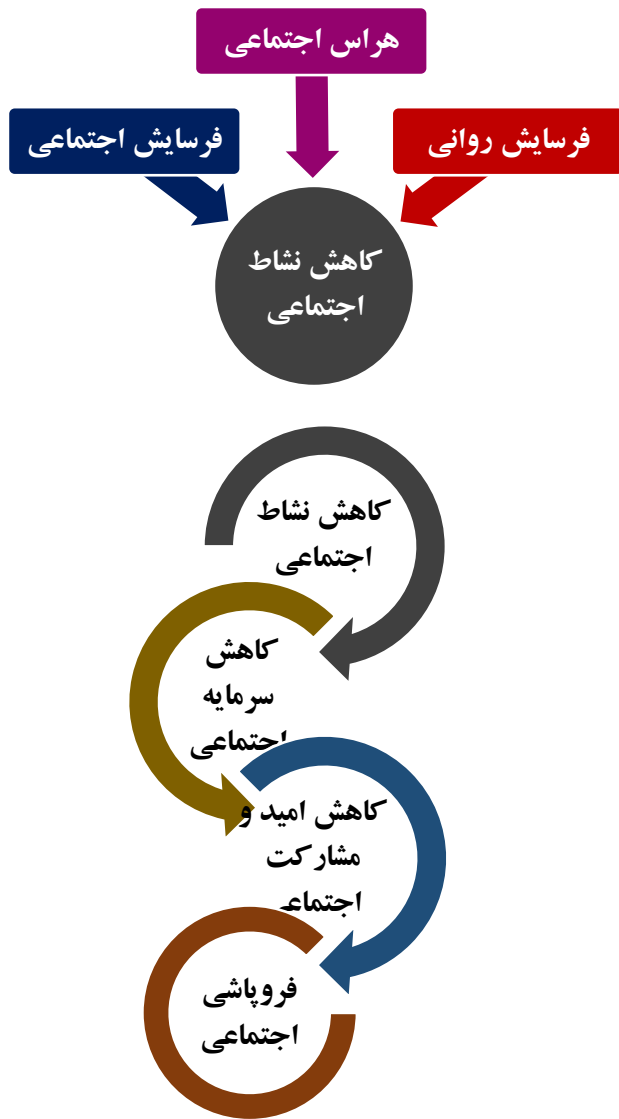 هراس اجتماعی
فرسایش روانی
فرسایش اجتماعی
کاهش نشاط
اجتماعی
کاهش نشاط
اجتماعی
کاهش
سرمایه
اجتماعی
کاهش امید و
مشارکت
اجتماعی
فروپاشی
اجتماعی